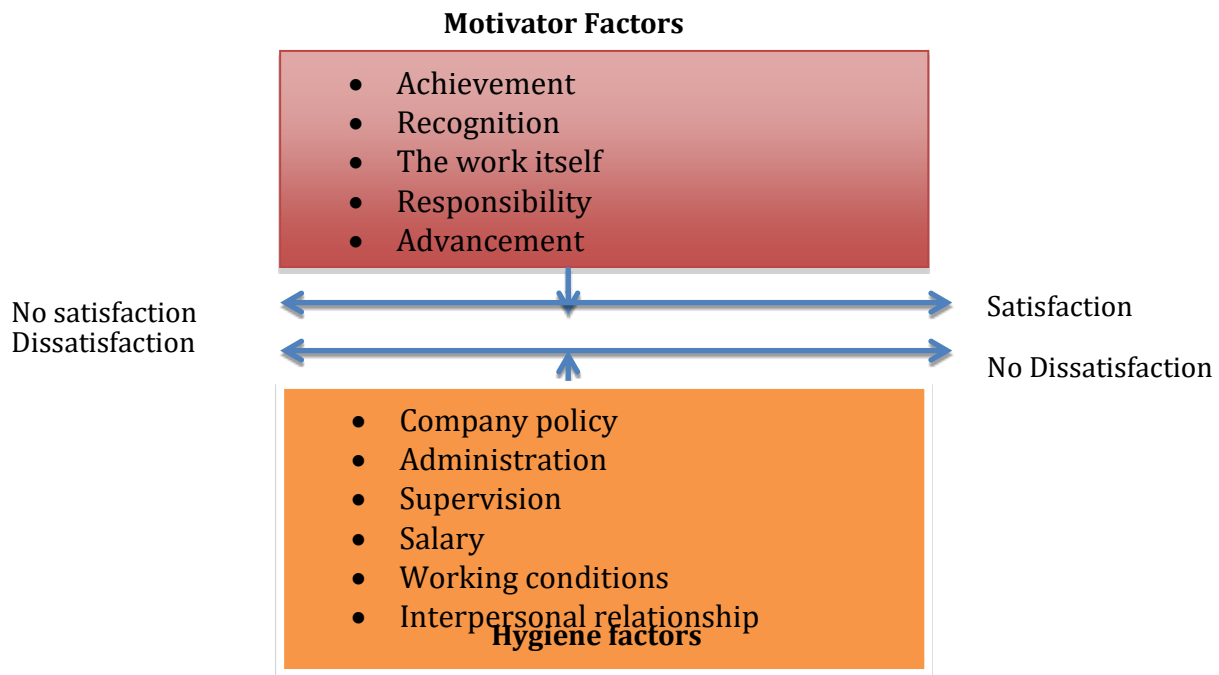 Motivator Factors
• Achievement
• Recognition
• The work itself
• Responsibility
• Advancement
No satisfaction
Satisfaction
Dissatisfaction
No Dissatisfaction
• Company policy
• Administration
• Supervision
• Salary
• Working conditions
• Interpersonal relationship
Hygiene factors